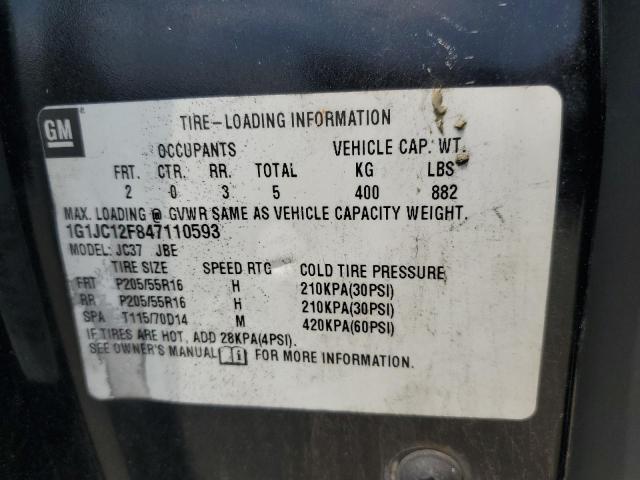 GM
TIRE-LOADING INFORMATION
OCCUPANTS VEHICLE CAP. WT.
FRT. CTR. RR. TOTAL KG LBS
2 0 3 5 400 882
MAX. LOADING @ GVWR SAME AS VEHICLE CAPACITY WEIGHT.
1G1JC12F847110593
MODEL: JC37 JBE
TIRE SIZE SPEED RTG COLD TIRE PRESSURE
FRT P205/55R16 H 210KPA(30PSI)
RR P205/55R16 H 210KPA(30PSI)
SPA T115/70D14 M 420KPA(60PSI)
IF TIRES ARE HOT, ADD 28KPA(4PSI).
SEE OWNER'S MANUAL FOR MORE INFORMATION.